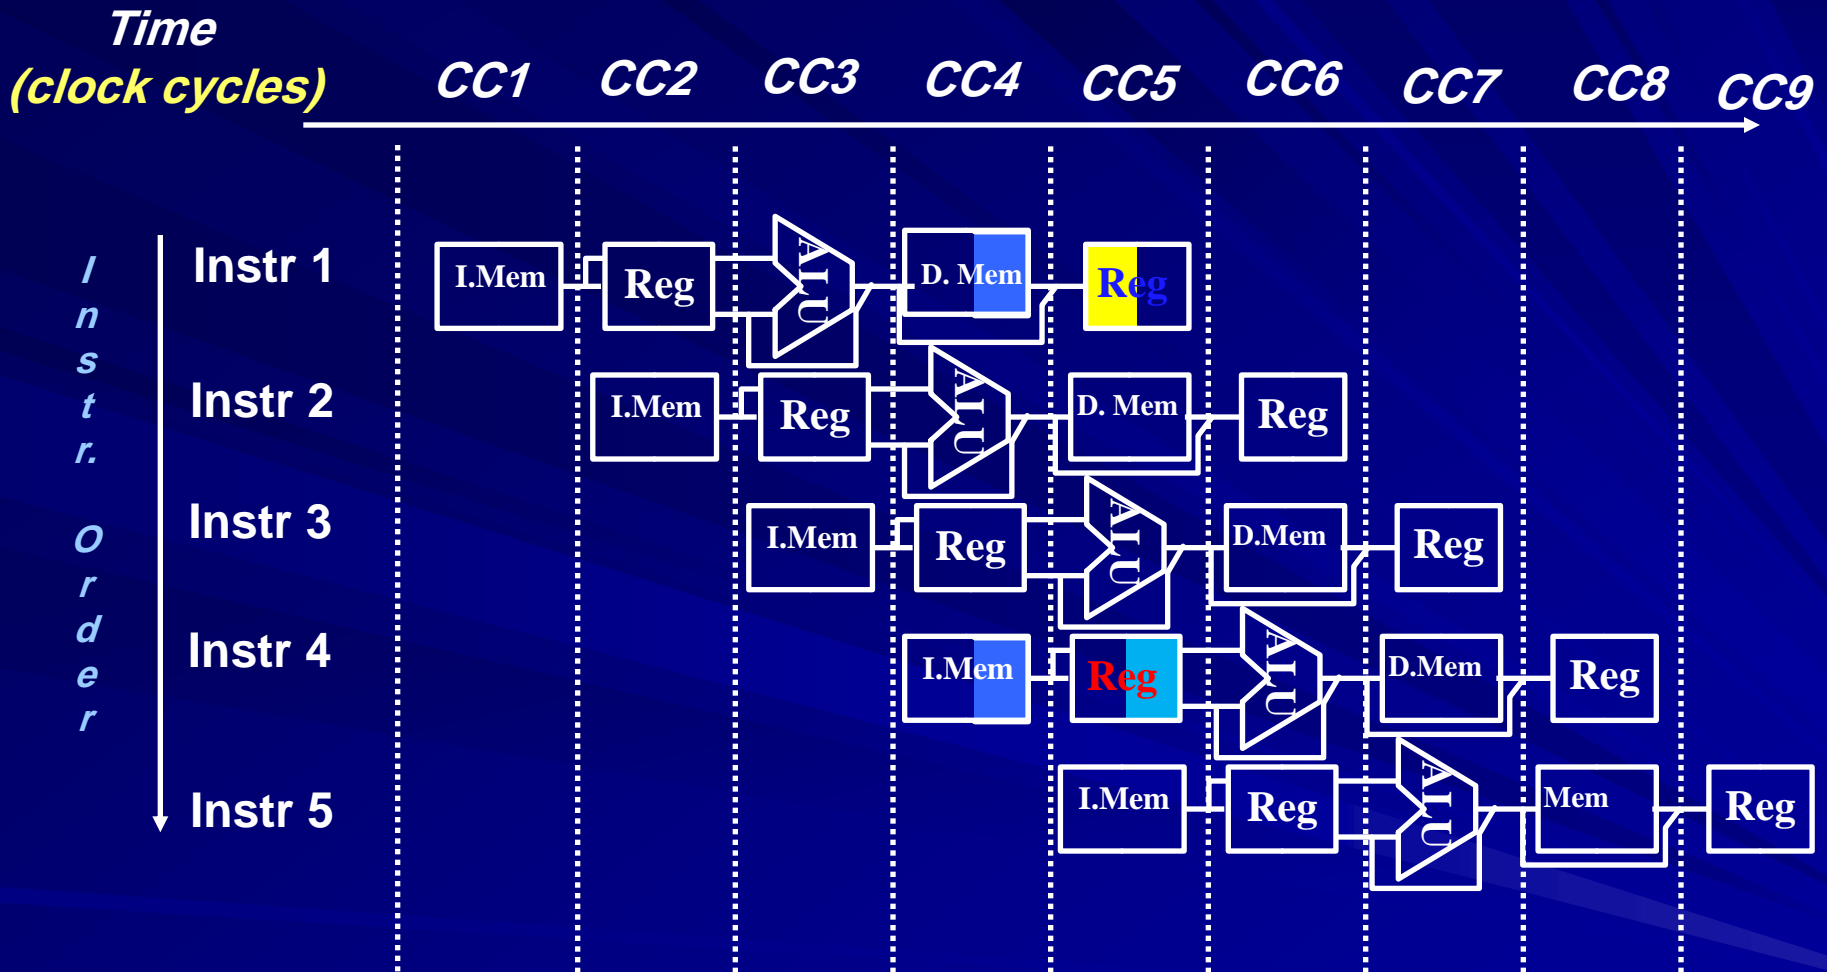 Time
(clock cycles)
CC1 CC2 CC3 CC4 CC5 CC6 CC7 CC8 CC9
Instr. Order
Instr 1
I.Mem Reg ALU D. Mem Reg
Instr 2
I.Mem Reg ALU D. Mem Reg
Instr 3
I.Mem Reg ALU D.Mem Reg
Instr 4
I.Mem Reg ALU D.Mem Reg
Instr 5
I.Mem Reg ALU Mem Reg